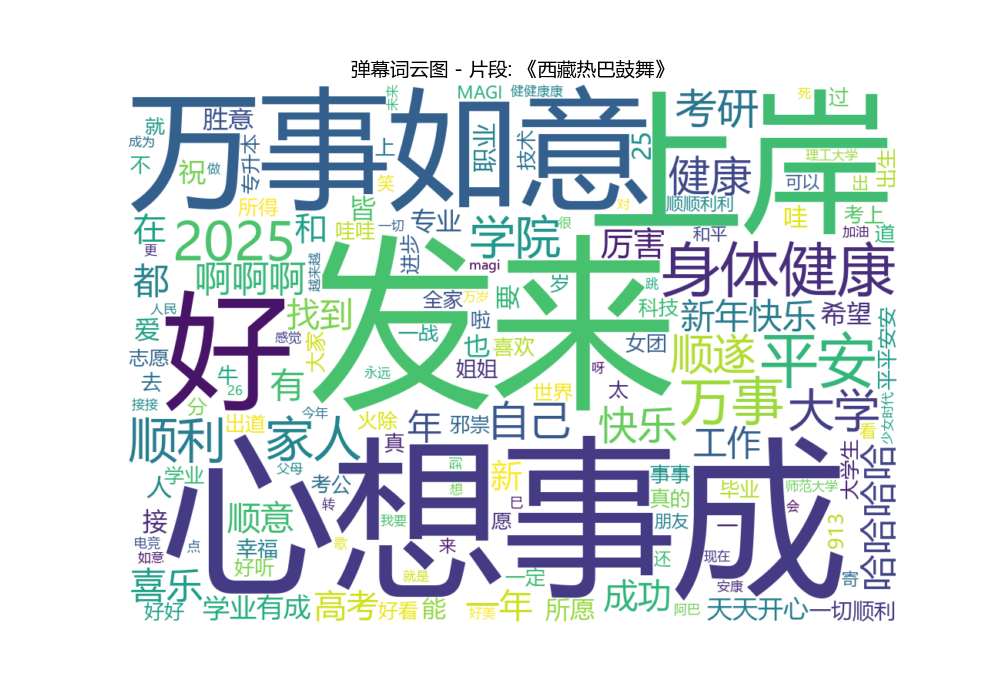 弹幕词云图 - 片段: 《西藏热巴鼓舞》
万事如意
上岸
发来
好
心想事成
身体健康
2025
考研
健康
学院
啊啊啊
平安
万事
大学
顺利
家人
自己
快乐
顺遂
找到
厉害
新年快乐
希望
工作
哈哈哈哈哈
喜乐
学业有成
高考
一年
成功
所愿
天天开心
一切顺利
顺意
胜意
祝
就
不
在
都
和
皆
有
年
新
也
要
爱
去
人
接
能
专业
职业
技术
专升本
所得
成为
做
未来
上
笑
MAGI
健健康康
25
死
过
理工大学
出生
出
可以
顺顺利利
和平
哇
考上
道
加油
对
很
一切
哇哇
进步
magi
越来越
更
人民
感觉
大家
志愿
牛
26
全家
万岁
一战
啦
喜欢
姐姐
岁
跳
科技
女团
呀
太
世界
永远
平平安安
少女时代
看
接接
分
出道
今年
火除
真
邪崇
学业
父母
考公
转
幸福
好听
电竞
如意
点
好好
我要
歌
就是
好看
来
想
巳
愿
一定
好美
事事
真的
朋友
还
毕业
一
师范大学
会
现在
安康
阿巴
大学生
913
寄